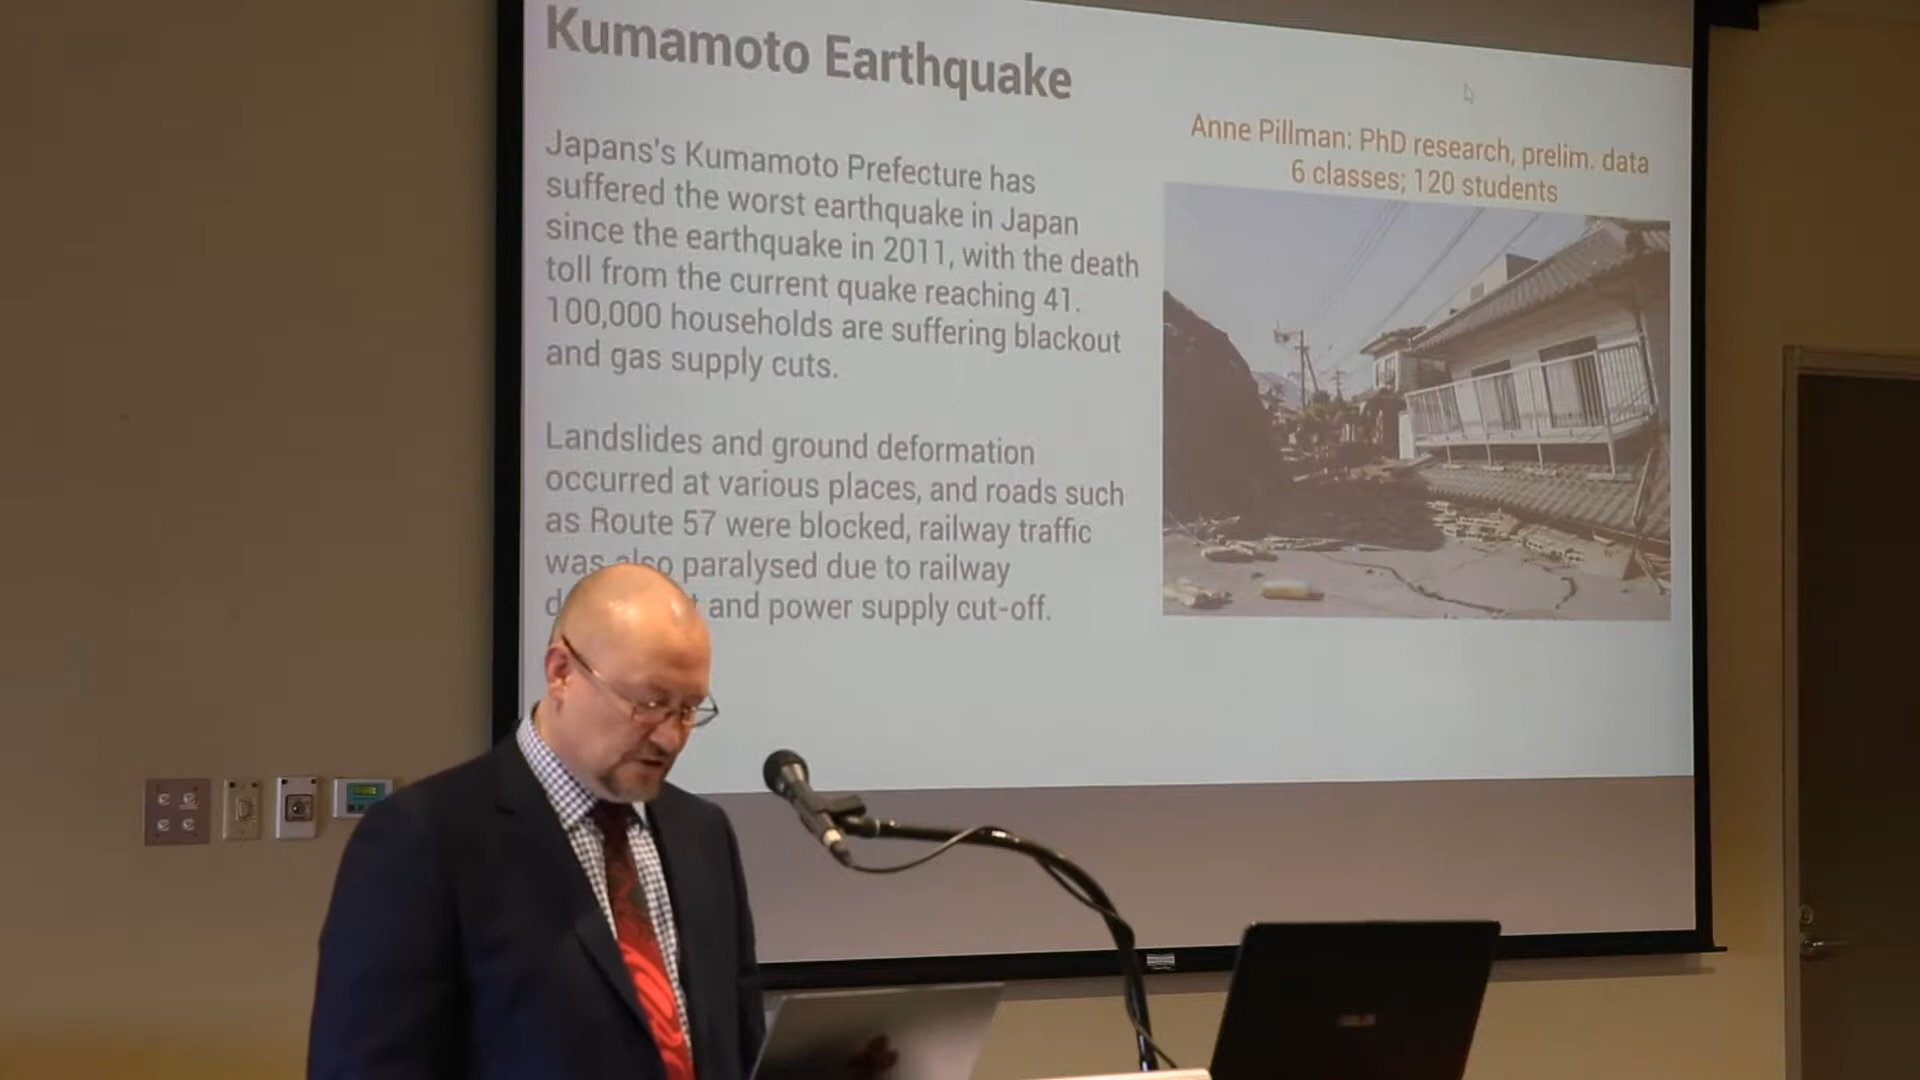 Kumamoto Earthquake
Japans's Kumamoto Prefecture has
suffered the worst earthquake in Japan
since the earthquake in 2011, with the death
toll from the current quake reaching 41.
100,000 households are suffering blackout
and gas supply cuts.
Landslides and ground deformation
occurred at various places, and roads such
as Route 57 were blocked, railway traffic
was also paralysed due to railway
and power supply cut-off.
Anne Pillman: PhD research, prelim. data
6 classes; 120 students
ASUS